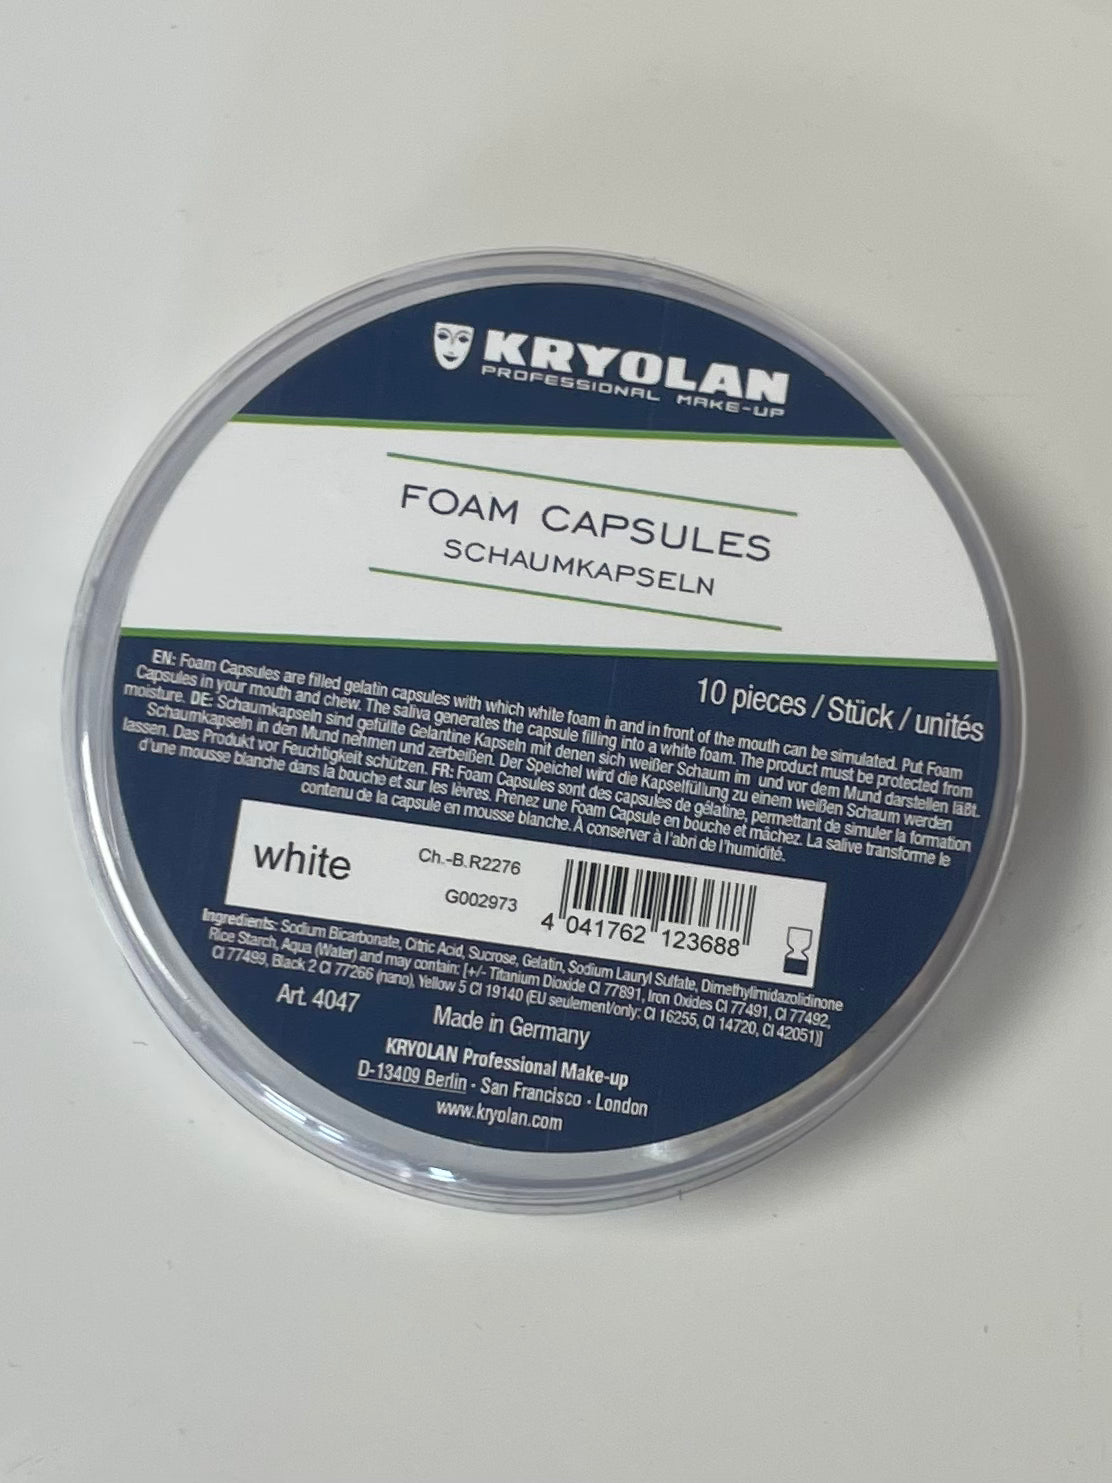 KRYOLAN
PROFESSIONAL MAKE-UP
FOAM CAPSULES
SCHAUMKAPSELN
10 pieces / Stück / unités
EN: Foam Capsules are filled gelatin capsules with which white foam in and in front of the mouth can be simulated. Put Foam
Capsules in your mouth and chew. The saliva generates the capsule filling into a white foam. The product must be protected from
moisture. DE: Schaumkapseln sind gefüllte Gelantine Kapseln mit denen sich weißer Schaum im und vor dem Mund darstellen läßt.
Schaumkapseln in den Mund nehmen und zerbeißen. Der Speichel wird die Kapselfüllung zu einem weißen Schaum werden
lassen. Das Produkt vor Feuchtigkeit schützen. FR: Foam Capsules sont des capsules de gélatine, permettant de simuler la formation
d'une mousse blanche dans la bouche et sur les lèvres. Prenez une Foam Capsule en bouche et mâchez. La salive transforme le
contenu de la capsule en mousse blanche. À conserver à l'abri de l'humidité.
white
Ch.-B. R2276
G002973
4 041762 123688
Ingredients: Sodium Bicarbonate, Citric Acid, Sucrose, Gelatin, Sodium Lauryl Sulfate, Dimethylimidazolidinone
Rice Starch, Aqua (Water) and may contain: [+/- Titanium Dioxide CI 77891, Iron Oxides CI 77491, CI 77492,
CI 77499, Black 2 CI 77266 (nano), Yellow 5 CI 19140 (EU seulement/only: CI 16255, CI 14720, CI 42051)]
Art. 4047
Made in Germany
KRYOLAN Professional Make-up
D-13409 Berlin · San Francisco · London
www.kryolan.com